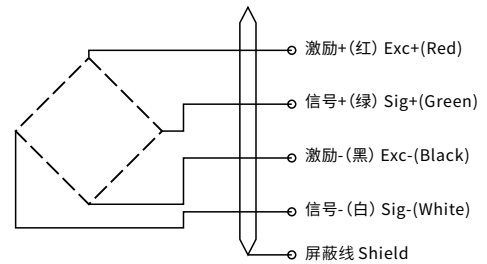 激励+(红) Exc+(Red)
信号+(绿) Sig+(Green)
激励-(黑) Exc-(Black)
信号-(白) Sig-(White)
屏蔽线 Shield